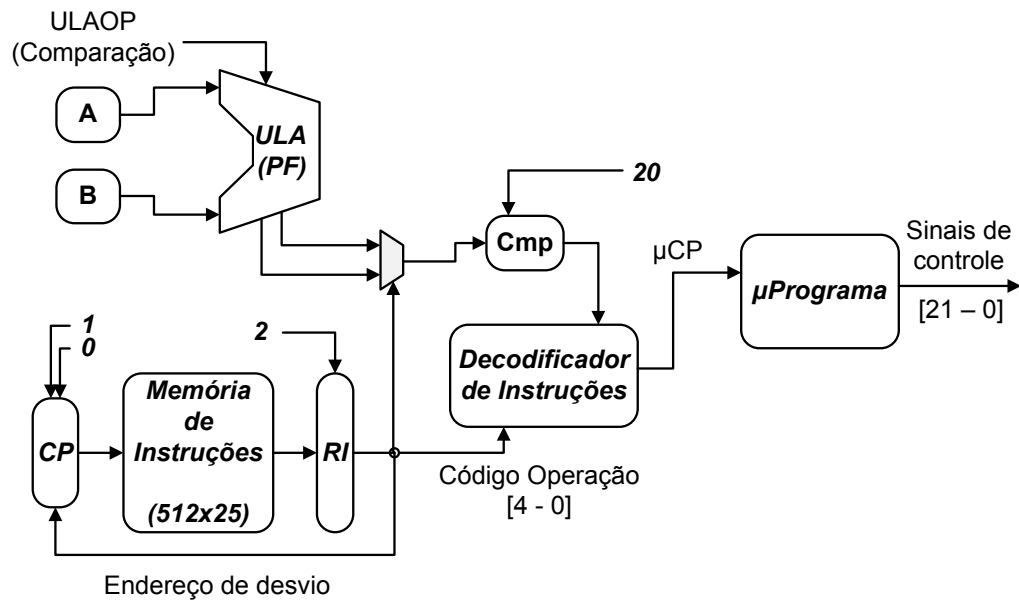 ULAOP
(Comparação)
A
B
ULA
(PF)
20
Cmp
µCP
µPrograma
Sinais de
controle
[21 – 0]
1
0
2
Decodificador
de Instruções
CP
Memória
de
Instruções
(512x25)
RI
Código Operação
[4 - 0]
Endereço de desvio